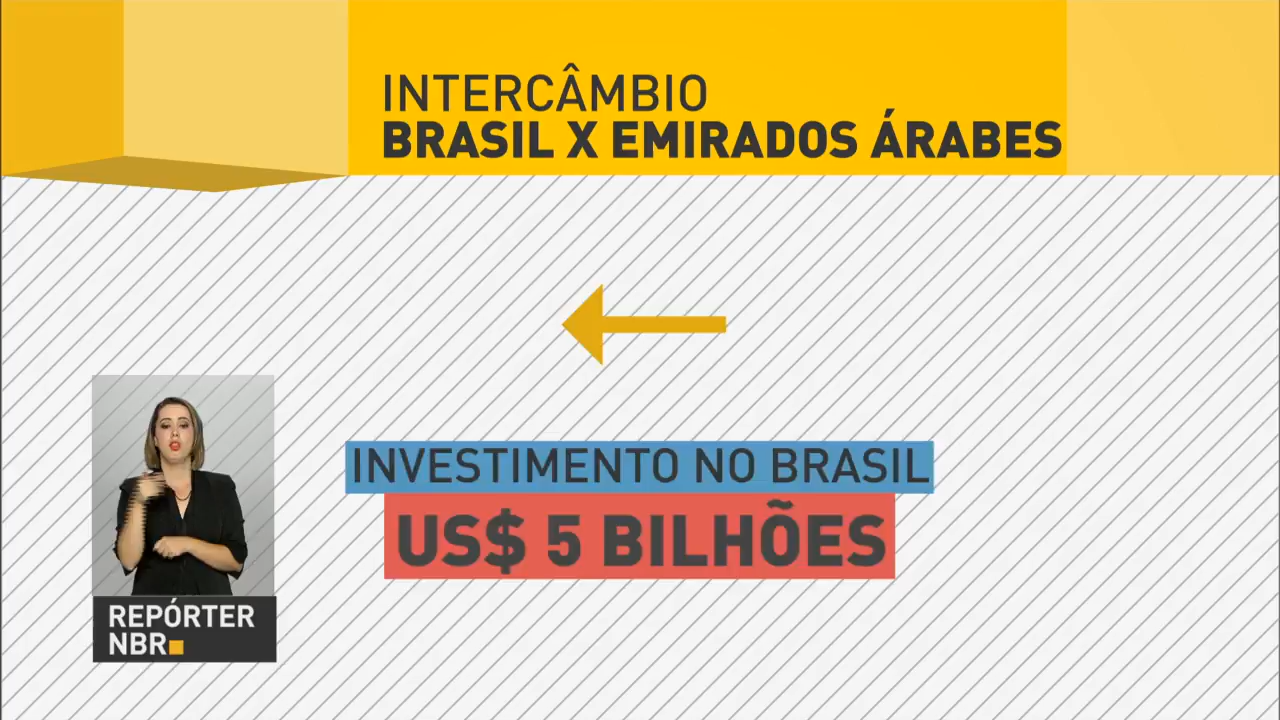 INTERCÂMBIO
BRASIL X EMIRADOS ÁRABES
INVESTIMENTO NO BRASIL
US$ 5 BILHÕES
REPÓRTER
NBR